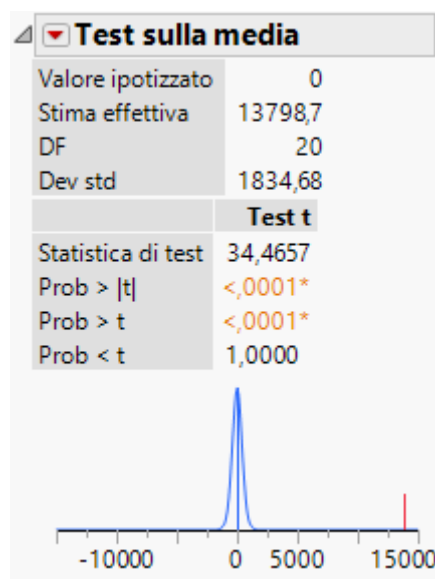 Test sulla media
Valore ipotizzato 0
Stima effettiva 13798,7
DF 20
Dev std 1834,68
Test t
Statistica di test 34,4657
Prob > |t| <,0001*
Prob > t <,0001*
Prob < t 1,0000
-10000 0 5000 15000